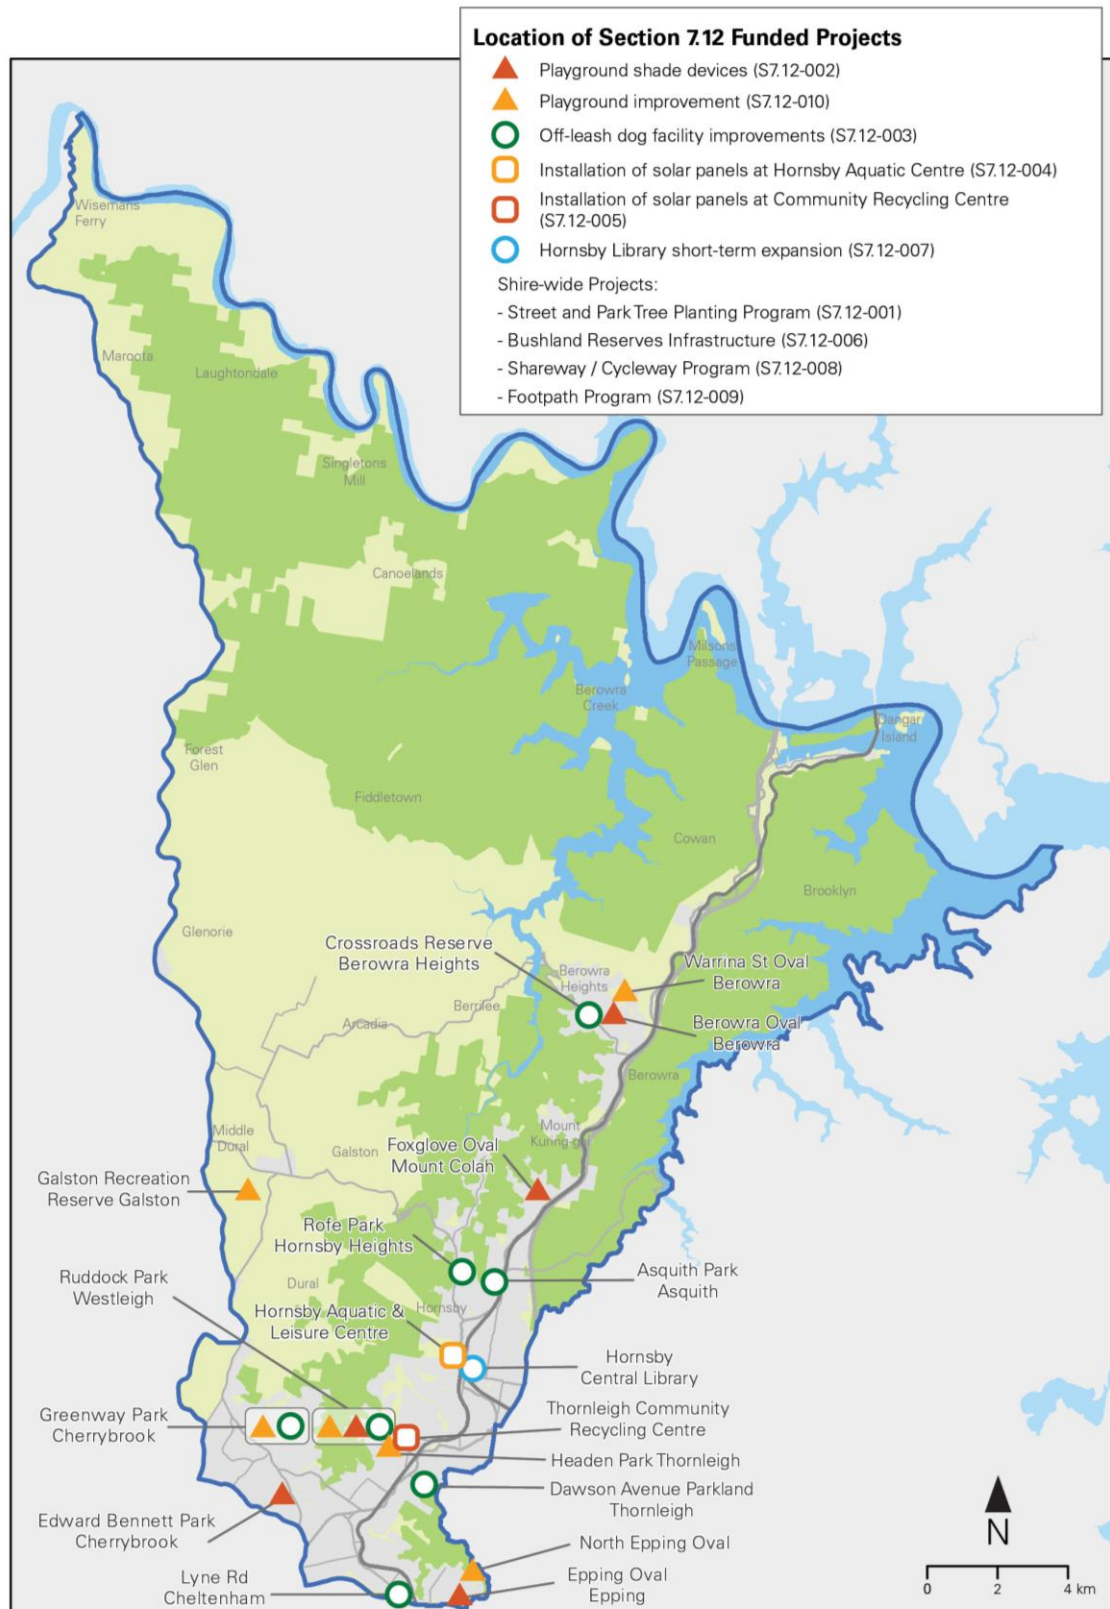 Location of Section 7.12 Funded Projects
Playground shade devices (S7.12-002)
Playground improvement (S7.12-010)
Off-leash dog facility improvements (S7.12-003)
Installation of solar panels at Hornsby Aquatic Centre (S7.12-004)
Installation of solar panels at Community Recycling Centre
(S7.12-005)
Hornsby Library short-term expansion (S7.12-007)
Shire-wide Projects:
- Street and Park Tree Planting Program (S7.12-001)
- Bushland Reserves Infrastructure (S7.12-006)
- Shareway / Cycleway Program (S7.12-008)
- Footpath Program (S7.12-009)
Wisemans
Ferry
Maroota
Laughtondale
Singletons
Mill
Canoelands
Milsons
Passage
Berowra
Creek
Dangar
Island
Forest
Glen
Fiddletown
Cowan
Brooklyn
Glenorie
Crossroads Reserve
Berowra Heights
Berowra
Heights
Warrina St Oval
Berowra
Berrilee
Arcadia
Berowra Oval
Berowra
Berowra
Middle
Dural
Galston
Mount
Kuring-gai
Foxglove Oval
Mount Colah
Galston Recreation
Reserve Galston
Rofe Park
Hornsby Heights
Ruddock Park
Westleigh
Dural
Asquith Park
Asquith
Hornsby
Hornsby Aquatic &
Leisure Centre
Hornsby
Central Library
Greenway Park
Cherrybrook
Thornleigh Community
Recycling Centre
Headen Park Thornleigh
Dawson Avenue Parkland
Thornleigh
Edward Bennett Park
Cherrybrook
North Epping Oval
Lyne Rd
Cheltenham
Epping Oval
Epping
N
0 2 4 km